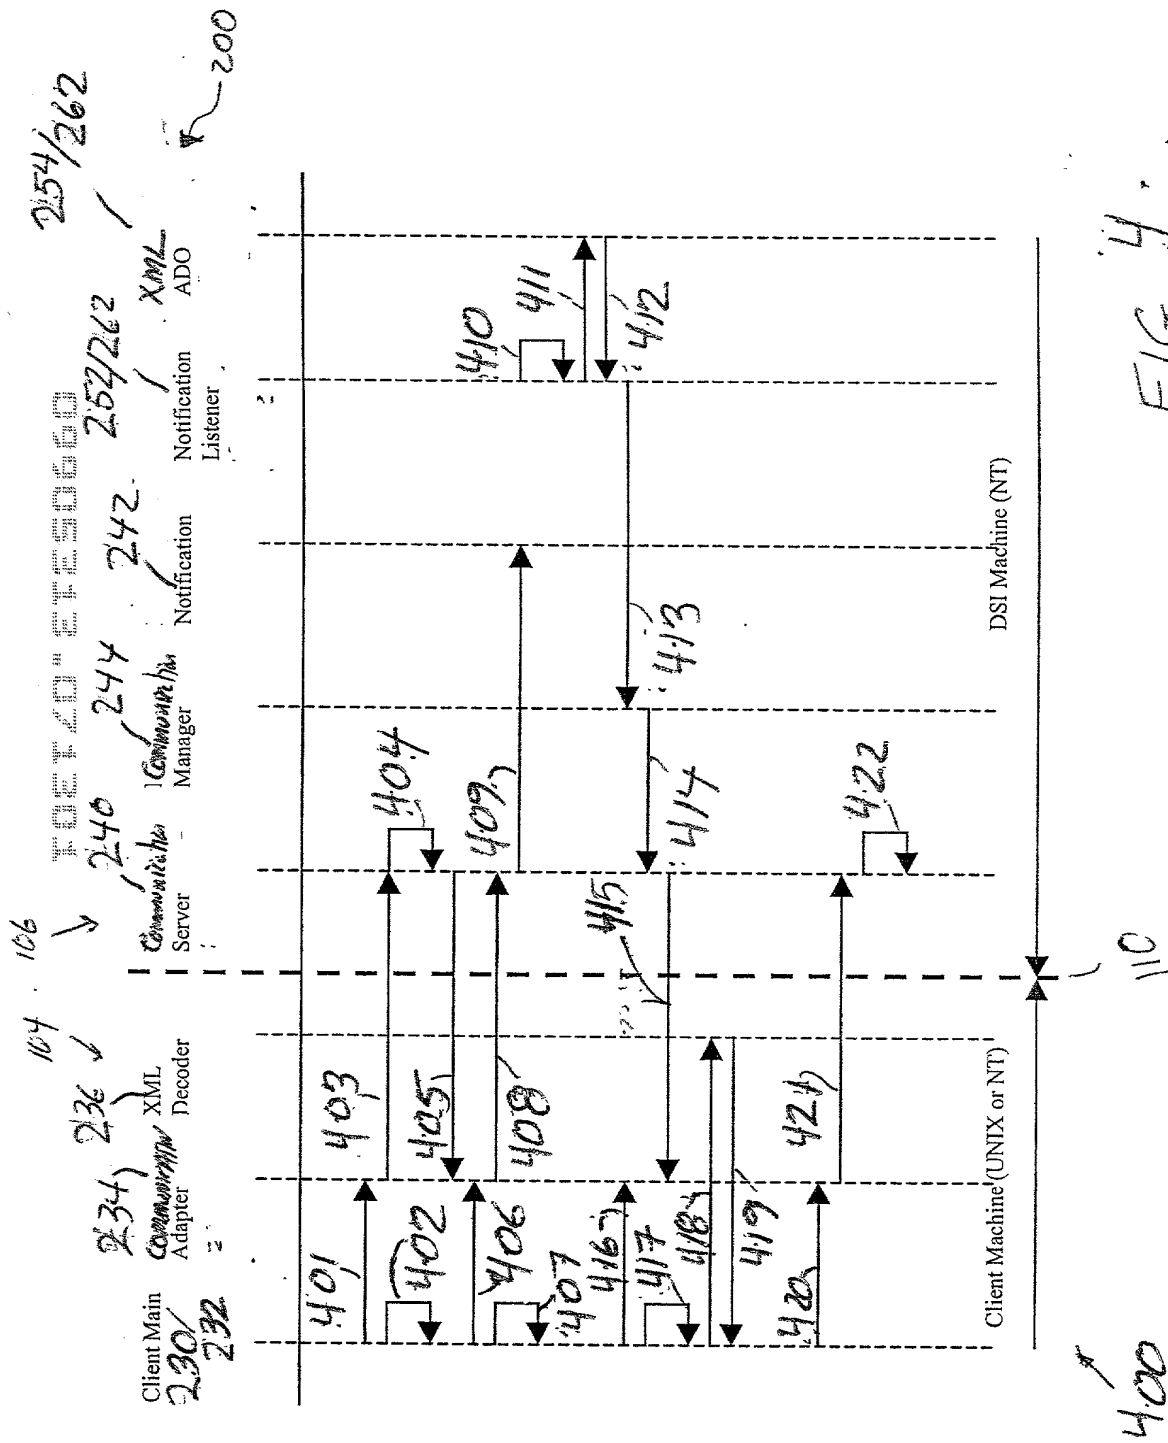 104
106
254/262
200
230/
232
234
236
240
244
242
252/262
Client Main
Communication
Adapter
XML
Decoder
Communication
Server
Communication
Manager
Notification
Notification
Listener
XML
ADO
401
402
403
404
405
406
407
408
409
410
411
412
413
414
415
416
417
418
419
420
421
422
Client Machine (UNIX or NT)
DSI Machine (NT)
110
400
FIG 4.